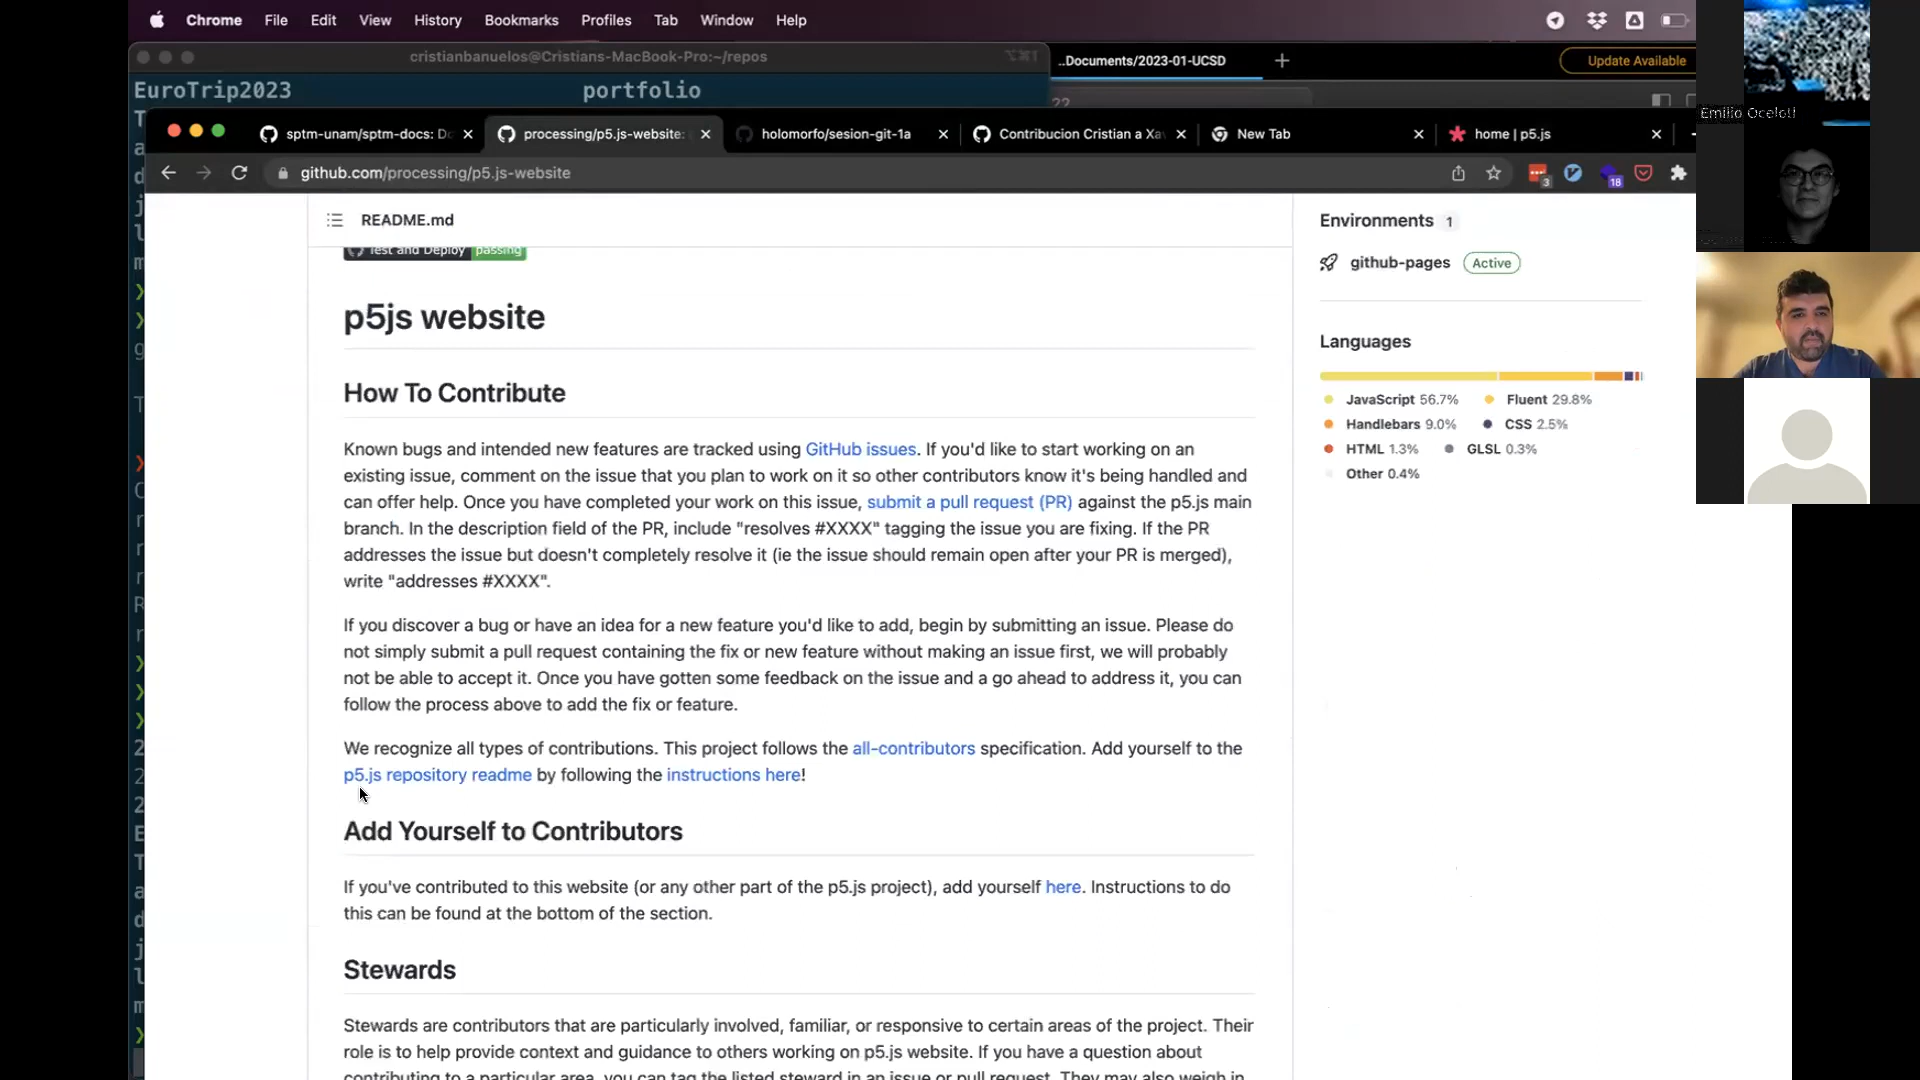 Chrome File Edit View History Bookmarks Profiles Tab Window Help
cristianbanuelos@Cristians-MacBook-Pro:~/repos
..Documents/2023-01-UCSD
Update Available
EuroTrip2023 portfolio
sptm-unam/sptm-docs: Do
processing/p5.js-website:
holomorfo/sesion-git-1a
Contribucion Cristian a Xav
New Tab
home | p5.js
github.com/processing/p5.js-website
3
18
Emilio Ocelotl
README.md
Test and Deploy passing
p5js website
How To Contribute
Known bugs and intended new features are tracked using GitHub issues. If you'd like to start working on an
existing issue, comment on the issue that you plan to work on it so other contributors know it's being handled and
can offer help. Once you have completed your work on this issue, submit a pull request (PR) against the p5.js main
branch. In the description field of the PR, include "resolves #XXXX" tagging the issue you are fixing. If the PR
addresses the issue but doesn't completely resolve it (ie the issue should remain open after your PR is merged),
write "addresses #XXXX".
If you discover a bug or have an idea for a new feature you'd like to add, begin by submitting an issue. Please do
not simply submit a pull request containing the fix or new feature without making an issue first, we will probably
not be able to accept it. Once you have gotten some feedback on the issue and a go ahead to address it, you can
follow the process above to add the fix or feature.
We recognize all types of contributions. This project follows the all-contributors specification. Add yourself to the
p5.js repository readme by following the instructions here!
Add Yourself to Contributors
If you've contributed to this website (or any other part of the p5.js project), add yourself here. Instructions to do
this can be found at the bottom of the section.
Stewards
Stewards are contributors that are particularly involved, familiar, or responsive to certain areas of the project. Their
role is to help provide context and guidance to others working on p5.js website. If you have a question about
contributing to a particular area, you can tag the listed steward in an issue or pull request. They may also weigh in
Environments 1
github-pages Active
Languages
JavaScript 56.7% Fluent 29.8%
Handlebars 9.0% CSS 2.5%
HTML 1.3% GLSL 0.3%
Other 0.4%